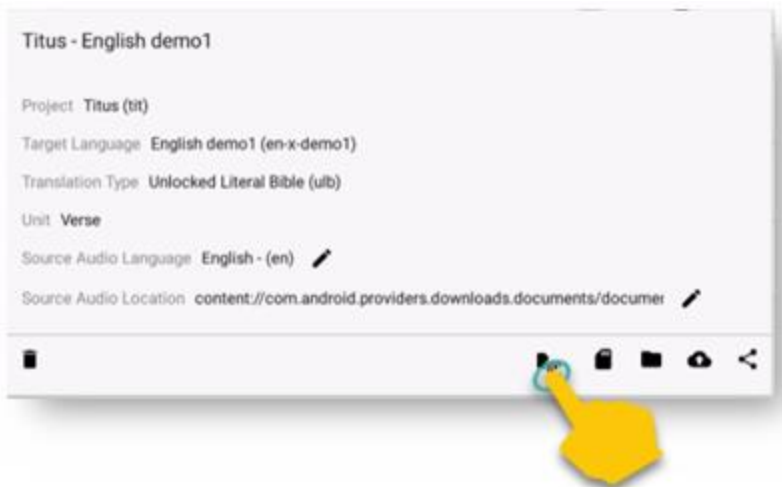 Titus - English demo1
Project Titus (tit)
Target Language English demo1 (en-x-demo1)
Translation Type Unlocked Literal Bible (ulb)
Unit Verse
Source Audio Language English - (en)
Source Audio Location content://com.android.providers.downloads.documents/documer